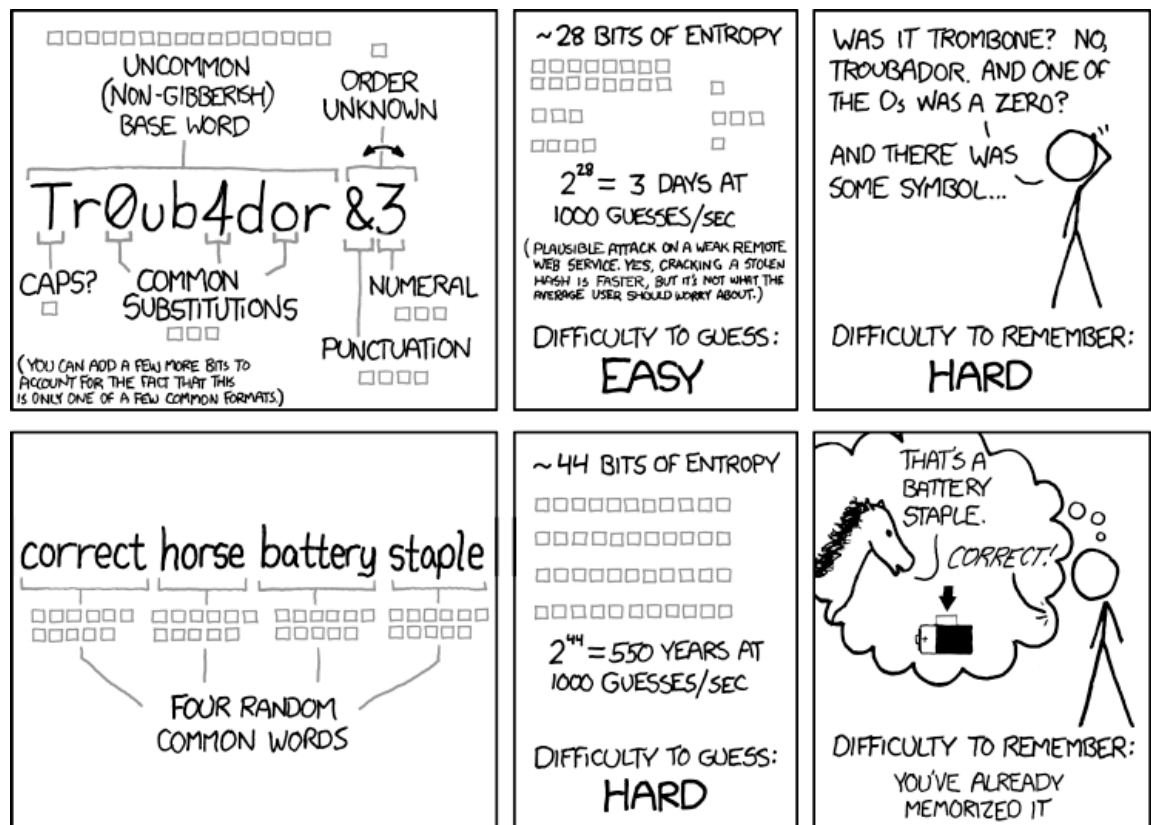 UNCOMMON
(NON-GIBBERISH)
BASE WORD
ORDER
UNKNOWN
Tr0ub4dor &3
CAPS?
COMMON
SUBSTITUTIONS
NUMERAL
PUNCTUATION
(YOU CAN ADD A FEW MORE BITS TO
ACCOUNT FOR THE FACT THAT THIS
IS ONLY ONE OF A FEW COMMON FORMATS.)
~28 BITS OF ENTROPY
2^28 = 3 DAYS AT
1000 GUESSES/SEC
(PLAUSIBLE ATTACK ON A WEAK REMOTE
WEB SERVICE. YES, CRACKING A STOLEN
HASH IS FASTER, BUT IT'S NOT WHAT THE
AVERAGE USER SHOULD WORRY ABOUT.)
DIFFICULTY TO GUESS:
EASY
WAS IT TROMBONE? NO,
TROUBADOR. AND ONE OF
THE Os WAS A ZERO?
AND THERE WAS
SOME SYMBOL...
DIFFICULTY TO REMEMBER:
HARD
correct horse battery staple
FOUR RANDOM
COMMON WORDS
~44 BITS OF ENTROPY
2^44 = 550 YEARS AT
1000 GUESSES/SEC
DIFFICULTY TO GUESS:
HARD
THAT'S A
BATTERY
STAPLE.
CORRECT!
+
DIFFICULTY TO REMEMBER:
YOU'VE ALREADY
MEMORIZED IT